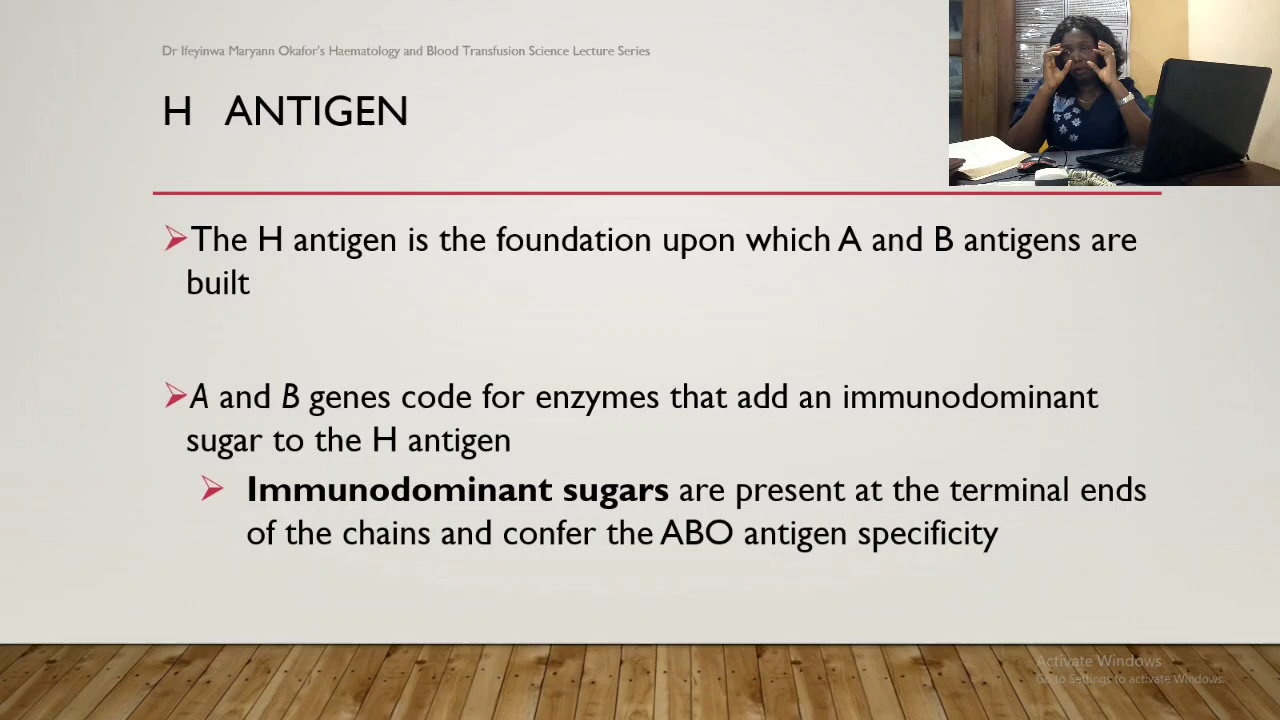 Dr Ifeyinwa Maryann Okafor's Haematology and Blood Transfusion Science Lecture Series
H ANTIGEN
The H antigen is the foundation upon which A and B antigens are
built
A and B genes code for enzymes that add an immunodominant
sugar to the H antigen
Immunodominant sugars are present at the terminal ends
of the chains and confer the ABO antigen specificity
Activate Windows
Go to Settings to activate Windows.